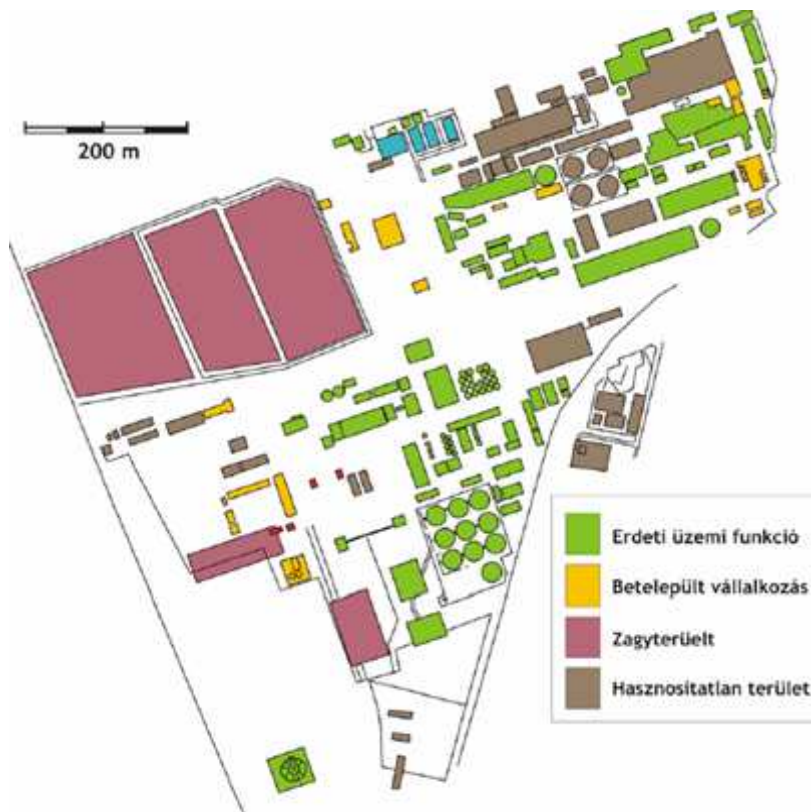 200 m
Erdeti üzemi funkció
Betelepült vállalkozás
Zagyterüelt
Hasznosítatlan terület